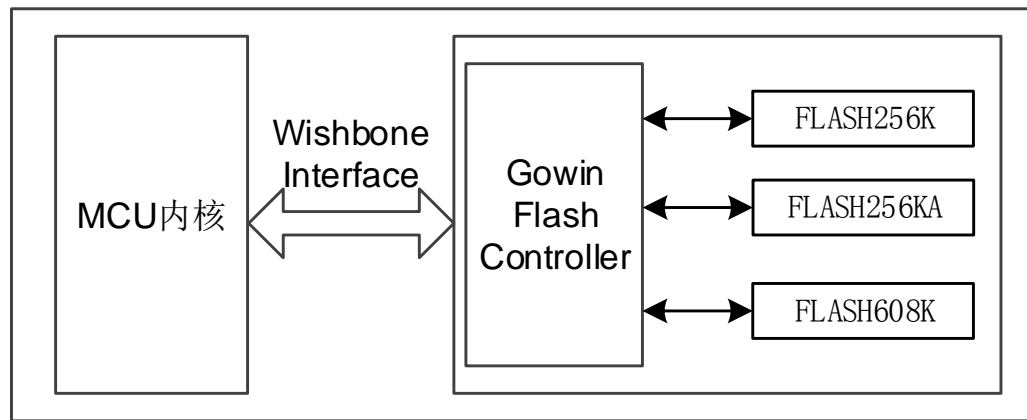 MCU内核
Wishbone
Interface
Gowin
Flash
Controller
FLASH256K
FLASH256KA
FLASH608K